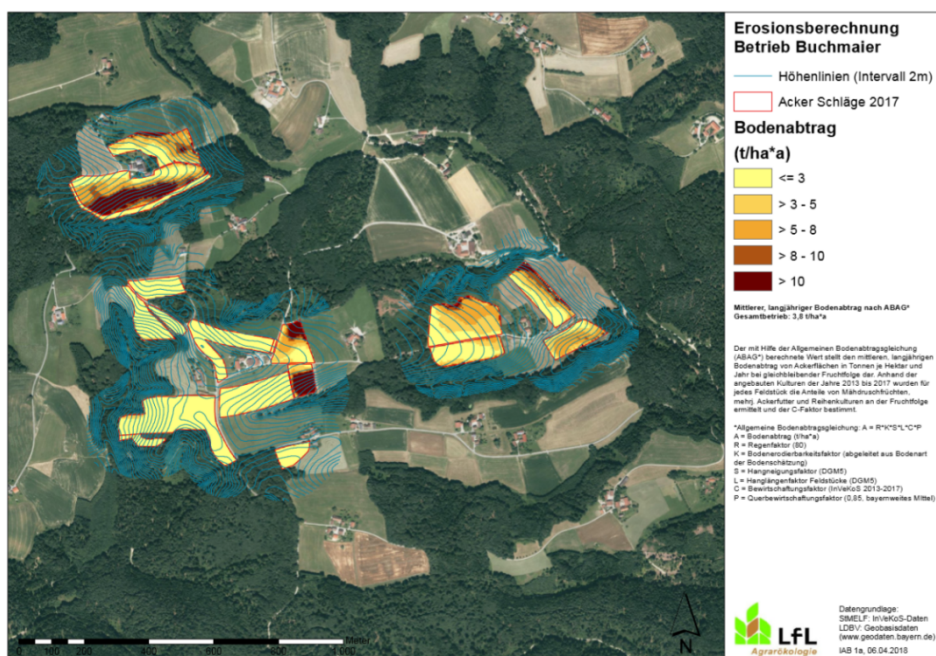 Erosionsberechnung
Betrieb Buchmaier
Höhenlinien (Intervall 2m)
Acker Schläge 2017
Bodenabtrag
(t/ha*a)
<= 3
> 3 - 5
> 5 - 8
> 8 - 10
> 10
Mittlerer, langjähriger Bodenabtrag nach ABAG*
Gesamtbetrieb: 3,8 t/ha*a
Der mit Hilfe der Allgemeinen Bodenabtragsgleichung
(ABAG*) berechnete Wert stellt den mittleren, langjährigen
Bodenabtrag von Ackerflächen in Tonnen je Hektar und
Jahr bei gleichbleibender Fruchtfolge dar. Anhand der
angebauten Kulturen der Jahre 2013 bis 2017 wurden für
jedes Feldstück die Anteile von Mähdruschfrüchten,
mehrj. Ackerfutter und Reihenkulturen an der Fruchtfolge
ermittelt und der C-Faktor bestimmt.
*Allgemeine Bodenabtragsgleichung: A = R*K*S*L*C*P
A = Bodenabtrag (t/ha*a)
R = Regenfaktor (60)
K = Bodenerodierbarkeitsfaktor (abgeleitet aus Bodenart
der Bodenschätzung)
S = Hangneigungsfaktor (DGM5)
L = Hanglängenfaktor Feldstücke (DGM5)
C = Bewirtschaftungsfaktor (InVeKoS 2013-2017)
P = Querbewirtschaftungsfaktor (0,85, bayernweites Mittel)
0 200 400 600 800 1 000 Meter
N
LfL
Agrarökologie
Datengrundlage:
StMELF: InVeKoS-Daten
LDBV: Geobasisdaten
(www.geodaten.bayern.de)
IAB 1a, 06.04.2018